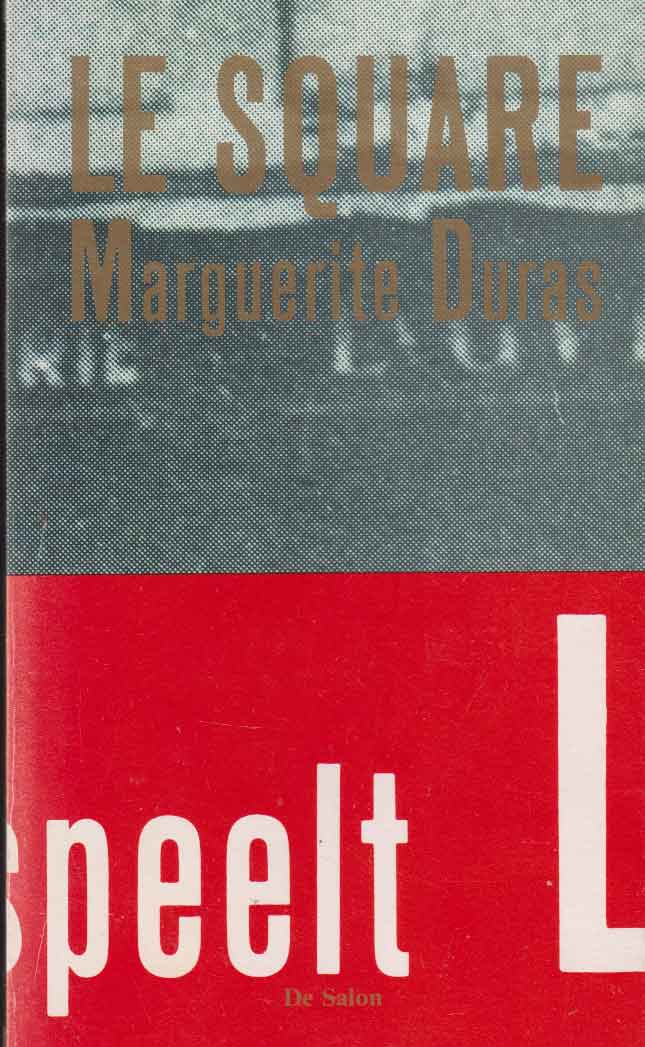 LE SQUARE
Marguerite Duras
speelt L
De Salon